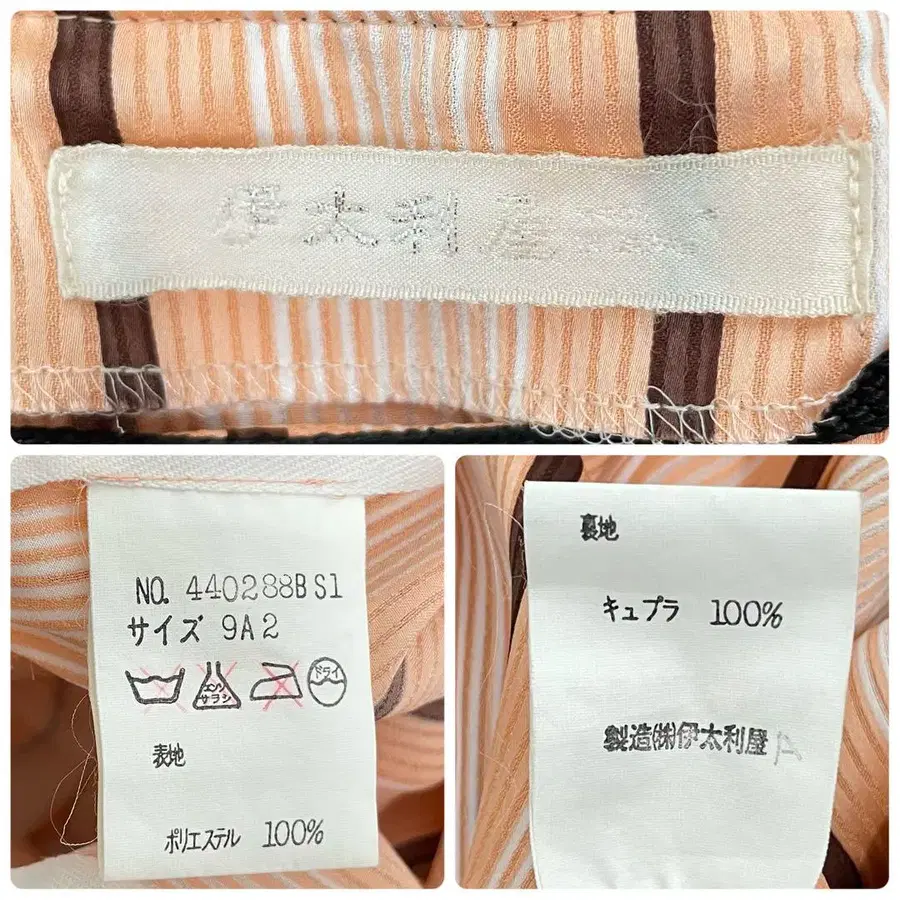 伊太利屋
NO. 440288BS1
サイズ 9A2
エンソ
サラシ
ドライ
表地
ポリエステル 100%
裏地
キュプラ 100%
製造㈱伊太利屋 A